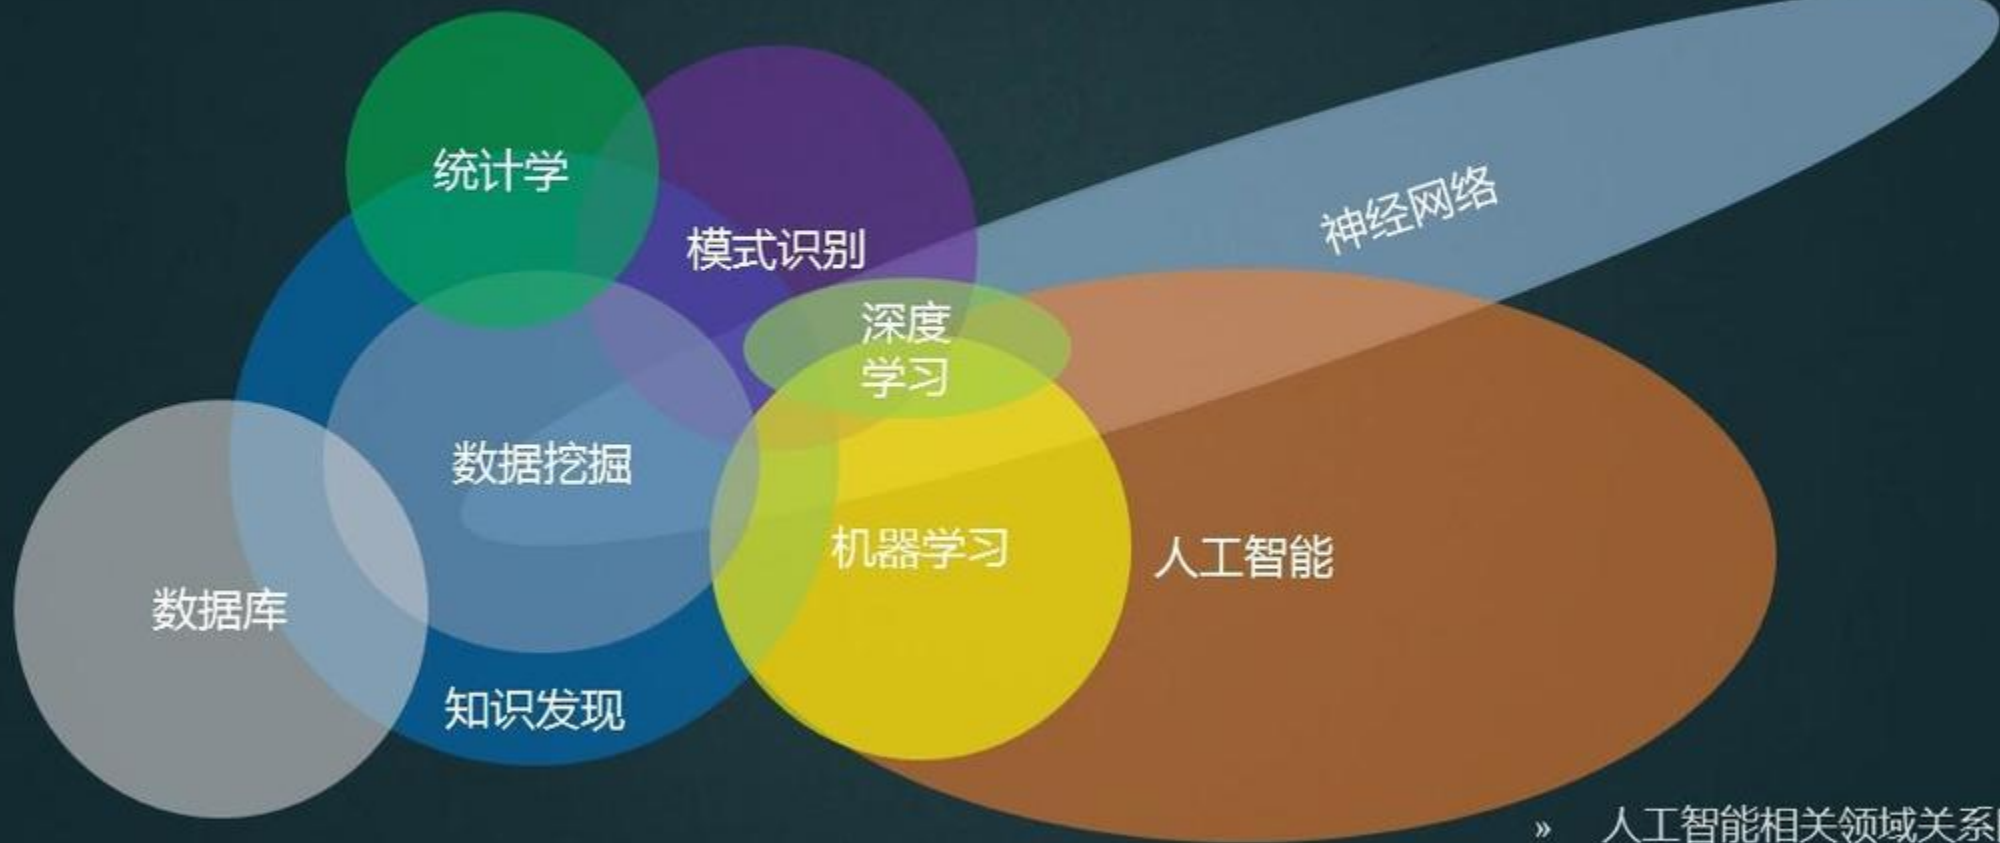 统计学
模式识别
神经网络
深度
学习
数据挖掘
机器学习
人工智能
数据库
知识发现
» 人工智能相关领域关系